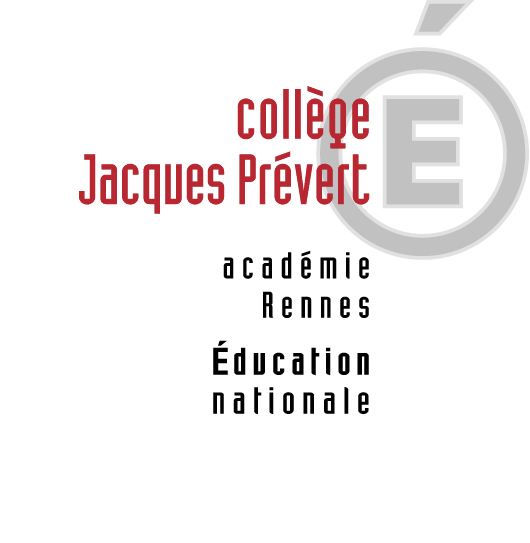 collège
Jacques Prévert
É
académie
Rennes
Éducation
nationale